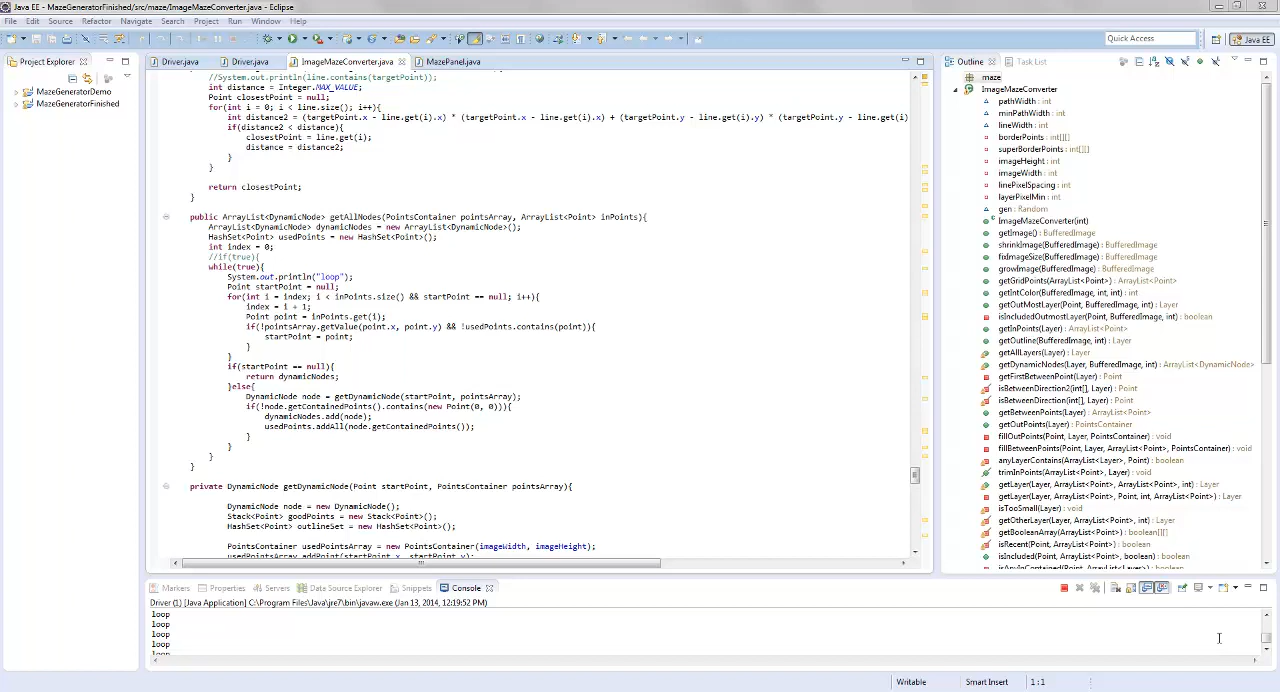 Java EE - MazeGeneratorFinished/src/maze/ImageMazeConverter.java - Eclipse
File Edit Source Refactor Navigate Search Project Run Window Help
Quick Access Java EE
Project Explorer
MazeGeneratorDemo
MazeGeneratorFinished
Driver.java Driver.java ImageMazeConverter.java MazePanel.java
//System.out.println(line.contains(targetPoint));
int distance = Integer.MAX_VALUE;
Point closestPoint = null;
for(int i = 0; i < line.size(); i++){
int distance2 = (targetPoint.x - line.get(i).x) * (targetPoint.x - line.get(i).x) + (targetPoint.y - line.get(i).y) * (targetPoint.y - line.get(i)
if(distance2 < distance){
closestPoint = line.get(i);
distance = distance2;
}
}
return closestPoint;
}
public ArrayList<DynamicNode> getAllNodes(PointsContainer pointsArray, ArrayList<Point> inPoints){
ArrayList<DynamicNode> dynamicNodes = new ArrayList<DynamicNode>();
HashSet<Point> usedPoints = new HashSet<Point>();
int index = 0;
//if(true){
while(true){
System.out.println("loop");
Point startPoint = null;
for(int i = index; i < inPoints.size() && startPoint == null; i++){
index = i + 1;
Point point = inPoints.get(i);
if(!pointsArray.getValue(point.x, point.y) && !usedPoints.contains(point)){
startPoint = point;
}
}
if(startPoint == null){
return dynamicNodes;
}else{
DynamicNode node = getDynamicNode(startPoint, pointsArray);
if(!node.getContainedPoints().contains(new Point(0, 0))){
dynamicNodes.add(node);
usedPoints.addAll(node.getContainedPoints());
}
}
}
}
private DynamicNode getDynamicNode(Point startPoint, PointsContainer pointsArray){
DynamicNode node = new DynamicNode();
Stack<Point> goodPoints = new Stack<Point>();
HashSet<Point> outlineSet = new HashSet<Point>();
PointsContainer usedPointsArray = new PointsContainer(imageWidth, imageHeight);
usedPointsArray.addPoint(startPoint.x, startPoint.y);
Outline Task List
maze
ImageMazeConverter
pathWidth : int
minPathWidth : int
lineWidth : int
borderPoints : int[][]
superBorderPoints : int[][]
imageHeight : int
imageWidth : int
linePixelSpacing : int
layerPixelMin : int
gen : Random
ImageMazeConverter(int)
getImage() : BufferedImage
shrinkImage(BufferedImage) : BufferedImage
fixImageSize(BufferedImage) : BufferedImage
growImage(BufferedImage) : BufferedImage
getGridPoints(ArrayList<Point>) : ArrayList<Point>
getIntColor(BufferedImage, int, int) : int
getOutMostLayer(Point, BufferedImage, int) : Layer
isIncludedOutmostLayer(Point, BufferedImage, int) : boolean
getInPoints(Layer) : ArrayList<Point>
getOutline(BufferedImage, int) : Layer
getAllLayers(Layer) : Layer
getDynamicNodes(Layer, BufferedImage, int) : ArrayList<DynamicNode>
getFirstBetweenPoint(Layer) : Point
isBetweenDirection2(int[], Layer) : Point
isBetweenDirection(int[], Layer) : Point
getBetweenPoints(Layer) : ArrayList<Point>
getOutPoints(Layer) : PointsContainer
fillOutPoints(Point, Layer, PointsContainer) : void
fillBetweenPoints(Point, Layer, ArrayList<Point>, PointsContainer) : void
anyLayerContains(ArrayList<Layer>, Point) : boolean
trimInPoints(ArrayList<Point>, Layer) : void
getLayer(Layer, ArrayList<Point>, ArrayList<Point>, int) : Layer
getLayer(Layer, ArrayList<Point>, Point, int, ArrayList<Point>) : Layer
isTooSmall(Layer) : void
getOtherLayer(Layer, ArrayList<Point>, int) : Layer
getBooleanArray(ArrayList<Point>) : boolean[][]
isRecent(Point, ArrayList<Point>) : boolean
isIncluded(Point, ArrayList<Point>, boolean) : boolean
isAnyInContained(Point, ArrayList<Layer>) : boolean
Markers Properties Servers Data Source Explorer Snippets Console
Driver (1) [Java Application] C:\Program Files\Java\jre7\bin\javaw.exe (Jan 13, 2014, 12:19:52 PM)
loop
loop
loop
loop
loop
Writable Smart Insert 1 : 1